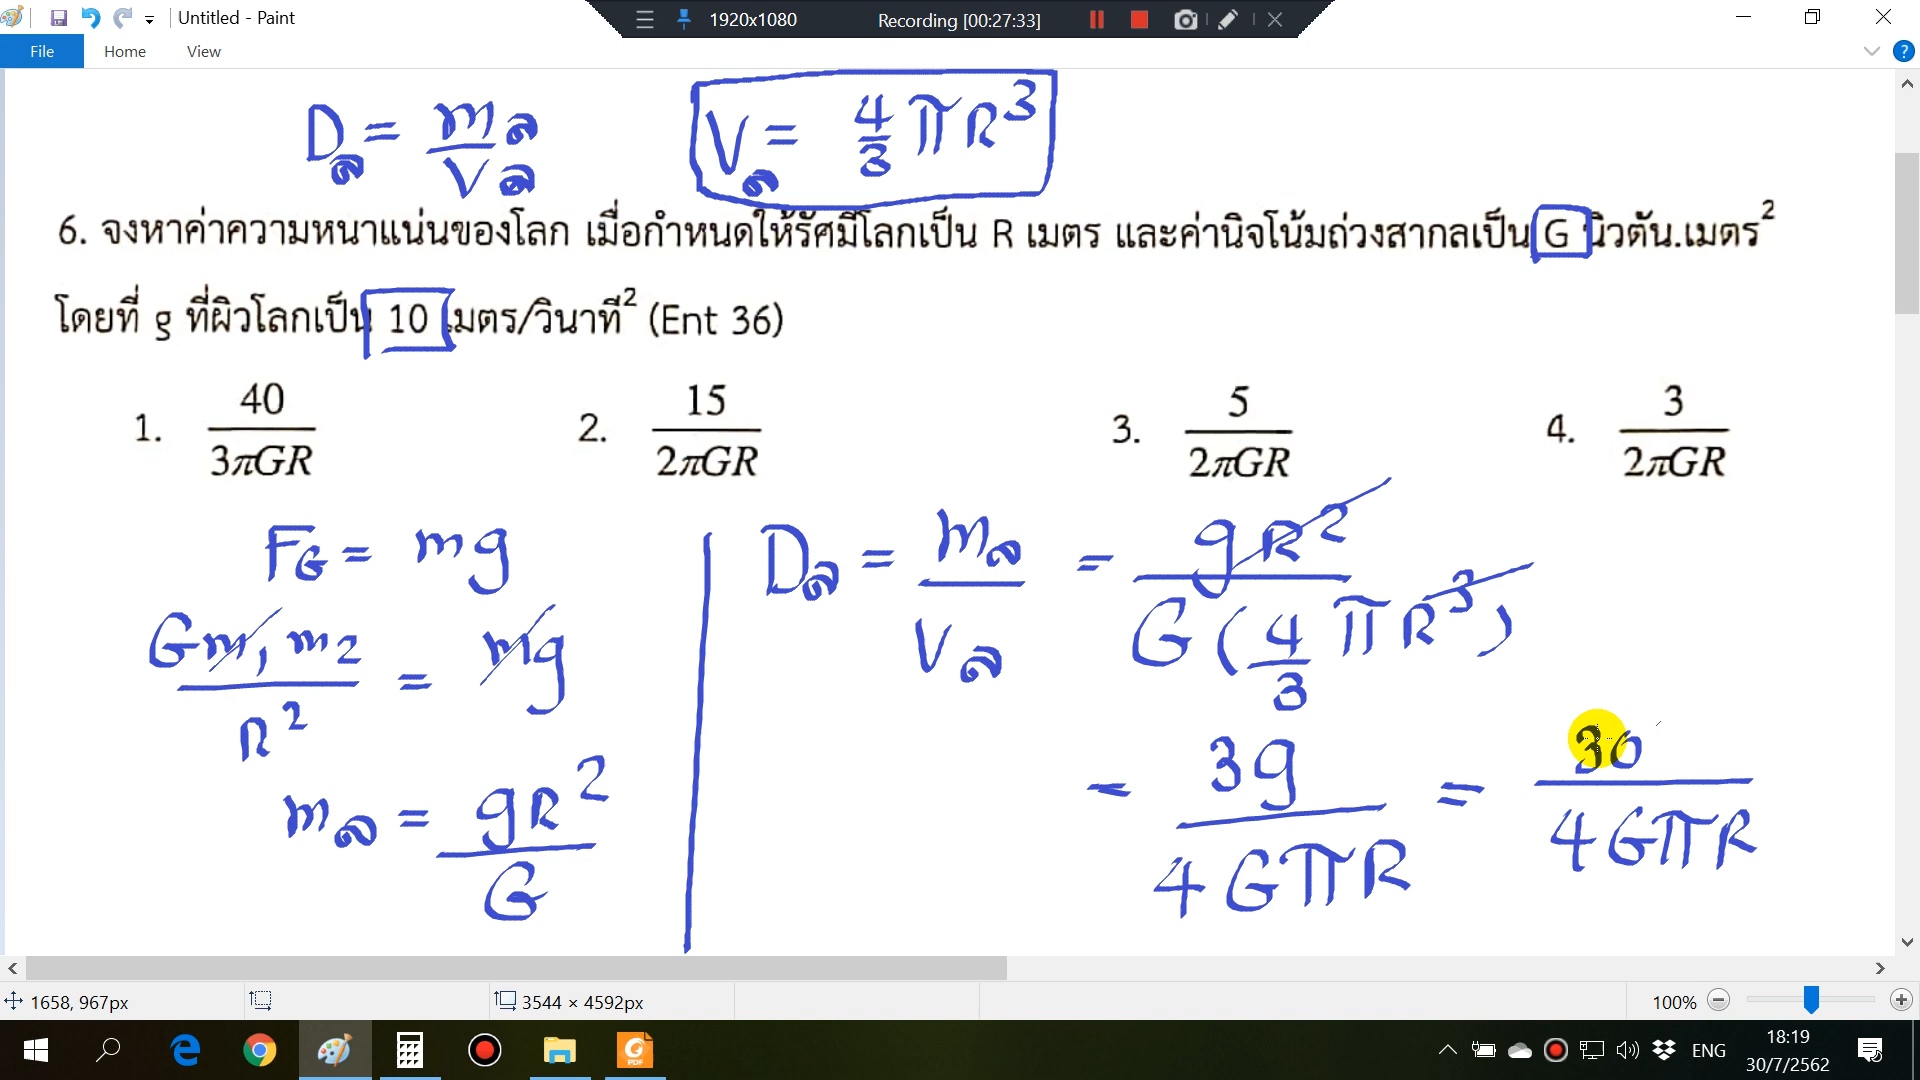 Untitled - Paint
1920x1080
Recording [00:27:33]
File
Home
View
Dล = mล/Vล
Vล = 4/3 πR³
6. จงหาค่าความหนาแน่นของโลก เมื่อกำหนดให้รัศมีโลกเป็น R เมตร และค่านิจโน้มถ่วงสากลเป็น G นิวตัน.เมตร²
โดยที่ g ที่ผิวโลกเป็น 10 เมตร/วินาที² (Ent 36)
1. 40/3πGR
2. 15/2πGR
3. 5/2πGR
4. 3/2πGR
FG = mg
Gm₁m₂/R² = mg
mล = gR²/G
Dล = mล/Vล = gR²/G(4/3 πR³)
= 3g/4GπR = 30/4GπR
1658, 967px
3544 × 4592px
100%
PDF
ENG
18:19
30/7/2562